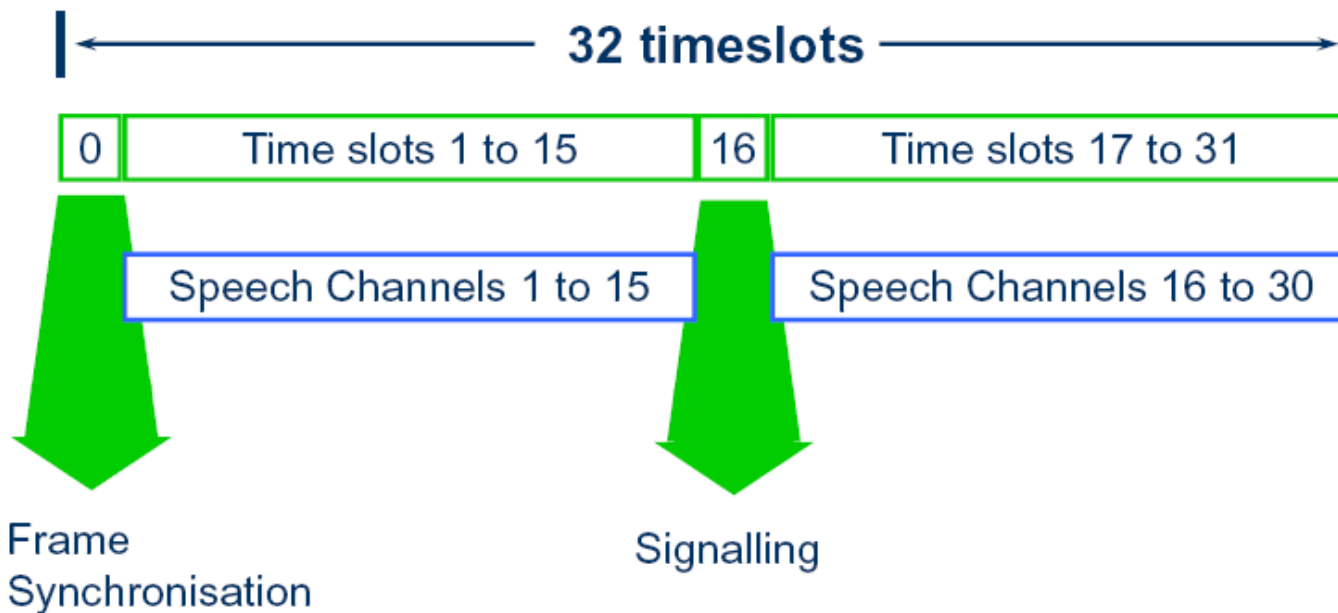 32 timeslots
0 Time slots 1 to 15 16 Time slots 17 to 31
Speech Channels 1 to 15 Speech Channels 16 to 30
Frame
Synchronisation
Signalling